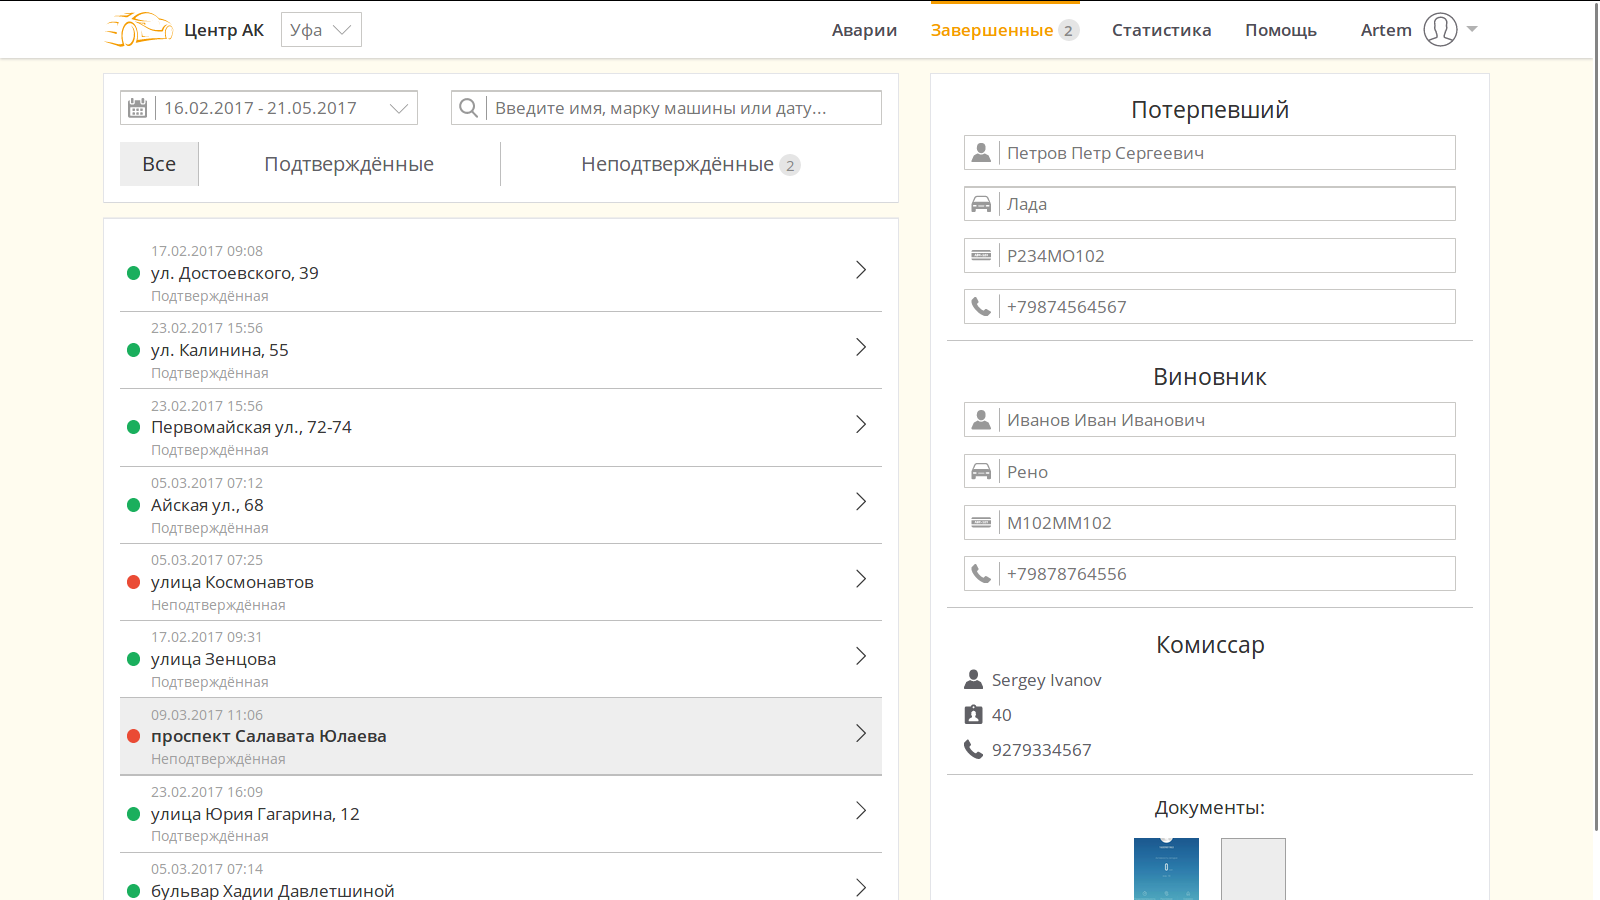 Центр АК
Уфа
Аварии
Завершенные 2
Статистика
Помощь
Artem
16.02.2017 - 21.05.2017
Введите имя, марку машины или дату...
Все
Подтверждённые
Неподтверждённые 2
17.02.2017 09:08
ул. Достоевского, 39
Подтверждённая
23.02.2017 15:56
ул. Калинина, 55
Подтверждённая
23.02.2017 15:56
Первомайская ул., 72-74
Подтверждённая
05.03.2017 07:12
Айская ул., 68
Подтверждённая
05.03.2017 07:25
улица Космонавтов
Неподтверждённая
17.02.2017 09:31
улица Зенцова
Подтверждённая
09.03.2017 11:06
проспект Салавата Юлаева
Неподтверждённая
23.02.2017 16:09
улица Юрия Гагарина, 12
Подтверждённая
05.03.2017 07:14
бульвар Хадии Давлетшиной
Потерпевший
Петров Петр Сергеевич
Лада
Р234МО102
+79874564567
Виновник
Иванов Иван Иванович
Рено
М102ММ102
+79878764556
Комиссар
Sergey Ivanov
40
9279334567
Документы: